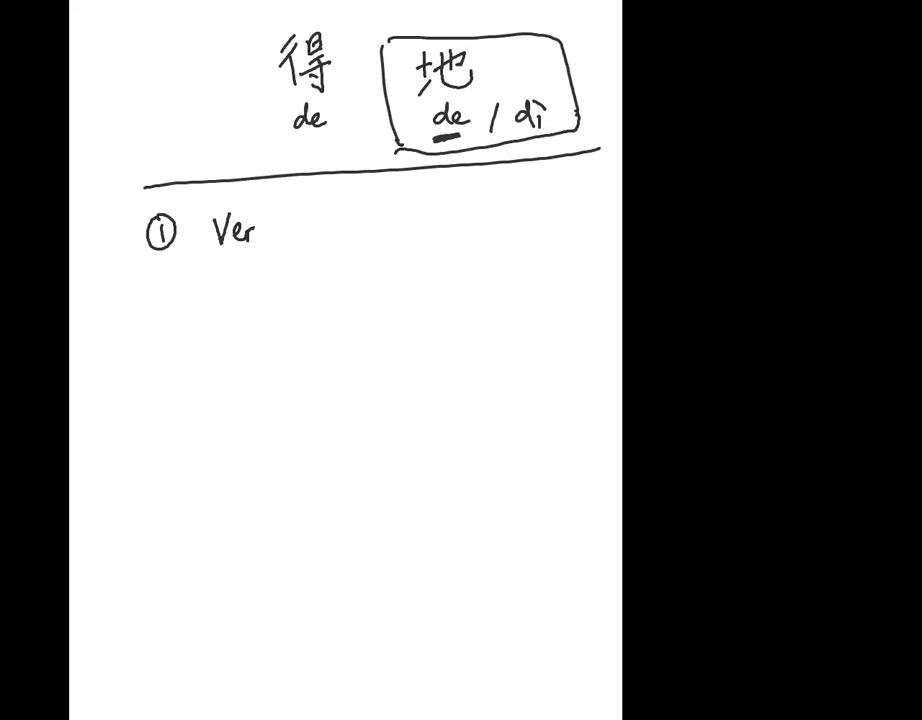 得 地
de de / dì
① Ver